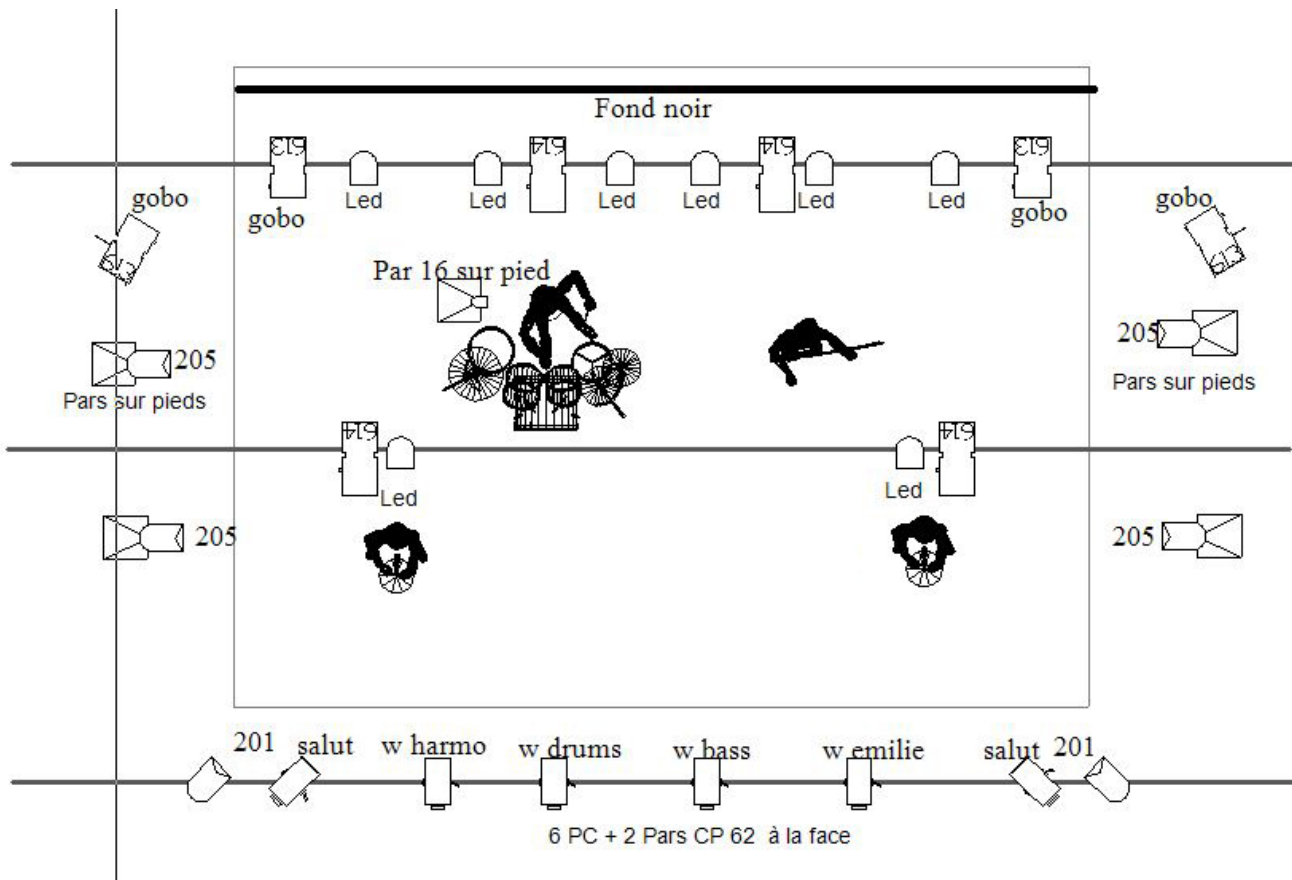 Fond noir
613
614
614
613
Led
Led
Led
Led
Led
Led
gobo
gobo
gobo
gobo
613
613
Par 16 sur pied
205
205
Pars sur pieds
Pars sur pieds
614
614
Led
Led
205
205
201
salut
w harmo
w drums
w bass
w emilie
salut
201
6 PC + 2 Pars CP 62 à la face